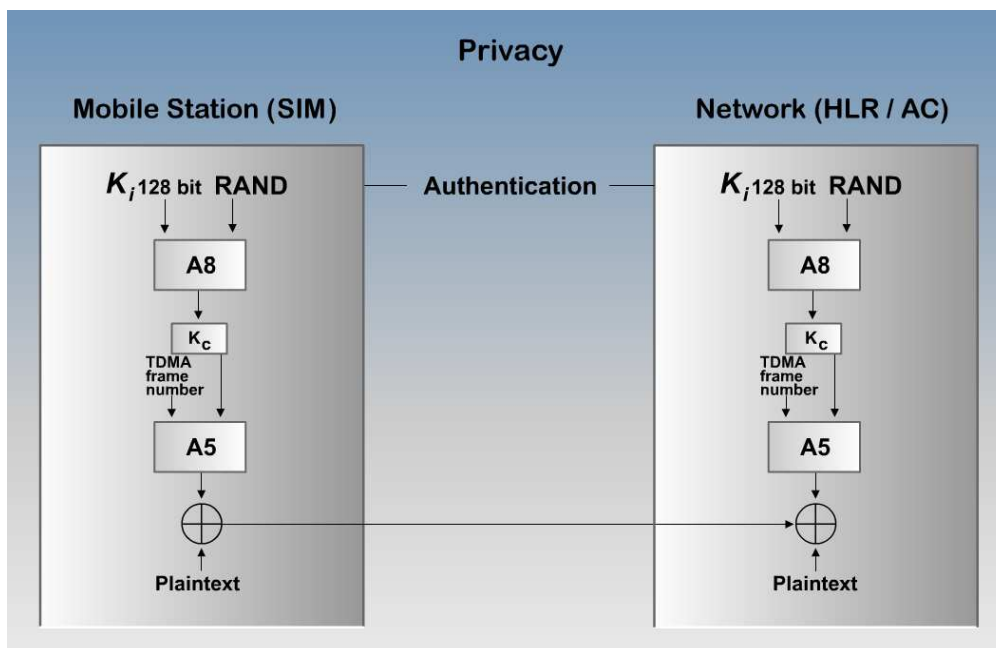 Privacy
Mobile Station (SIM)
Network (HLR / AC)
Ki 128 bit RAND
Authentication
Ki 128 bit RAND
A8
A8
Kc
Kc
TDMA
frame
number
TDMA
frame
number
A5
A5
Plaintext
Plaintext